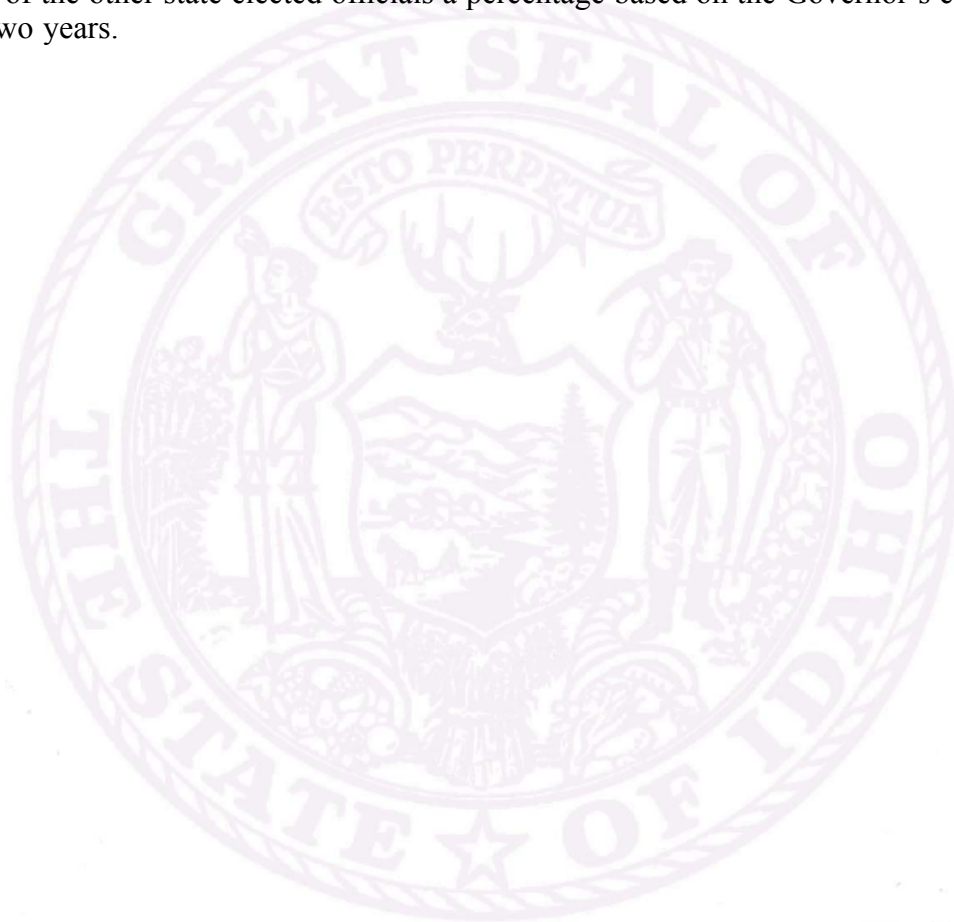 of the other state elected officials a percentage based on the Governor's
wo years.
GREAT SEAL OF
ESTO PERPETUA
THE STATE OF IDAHO